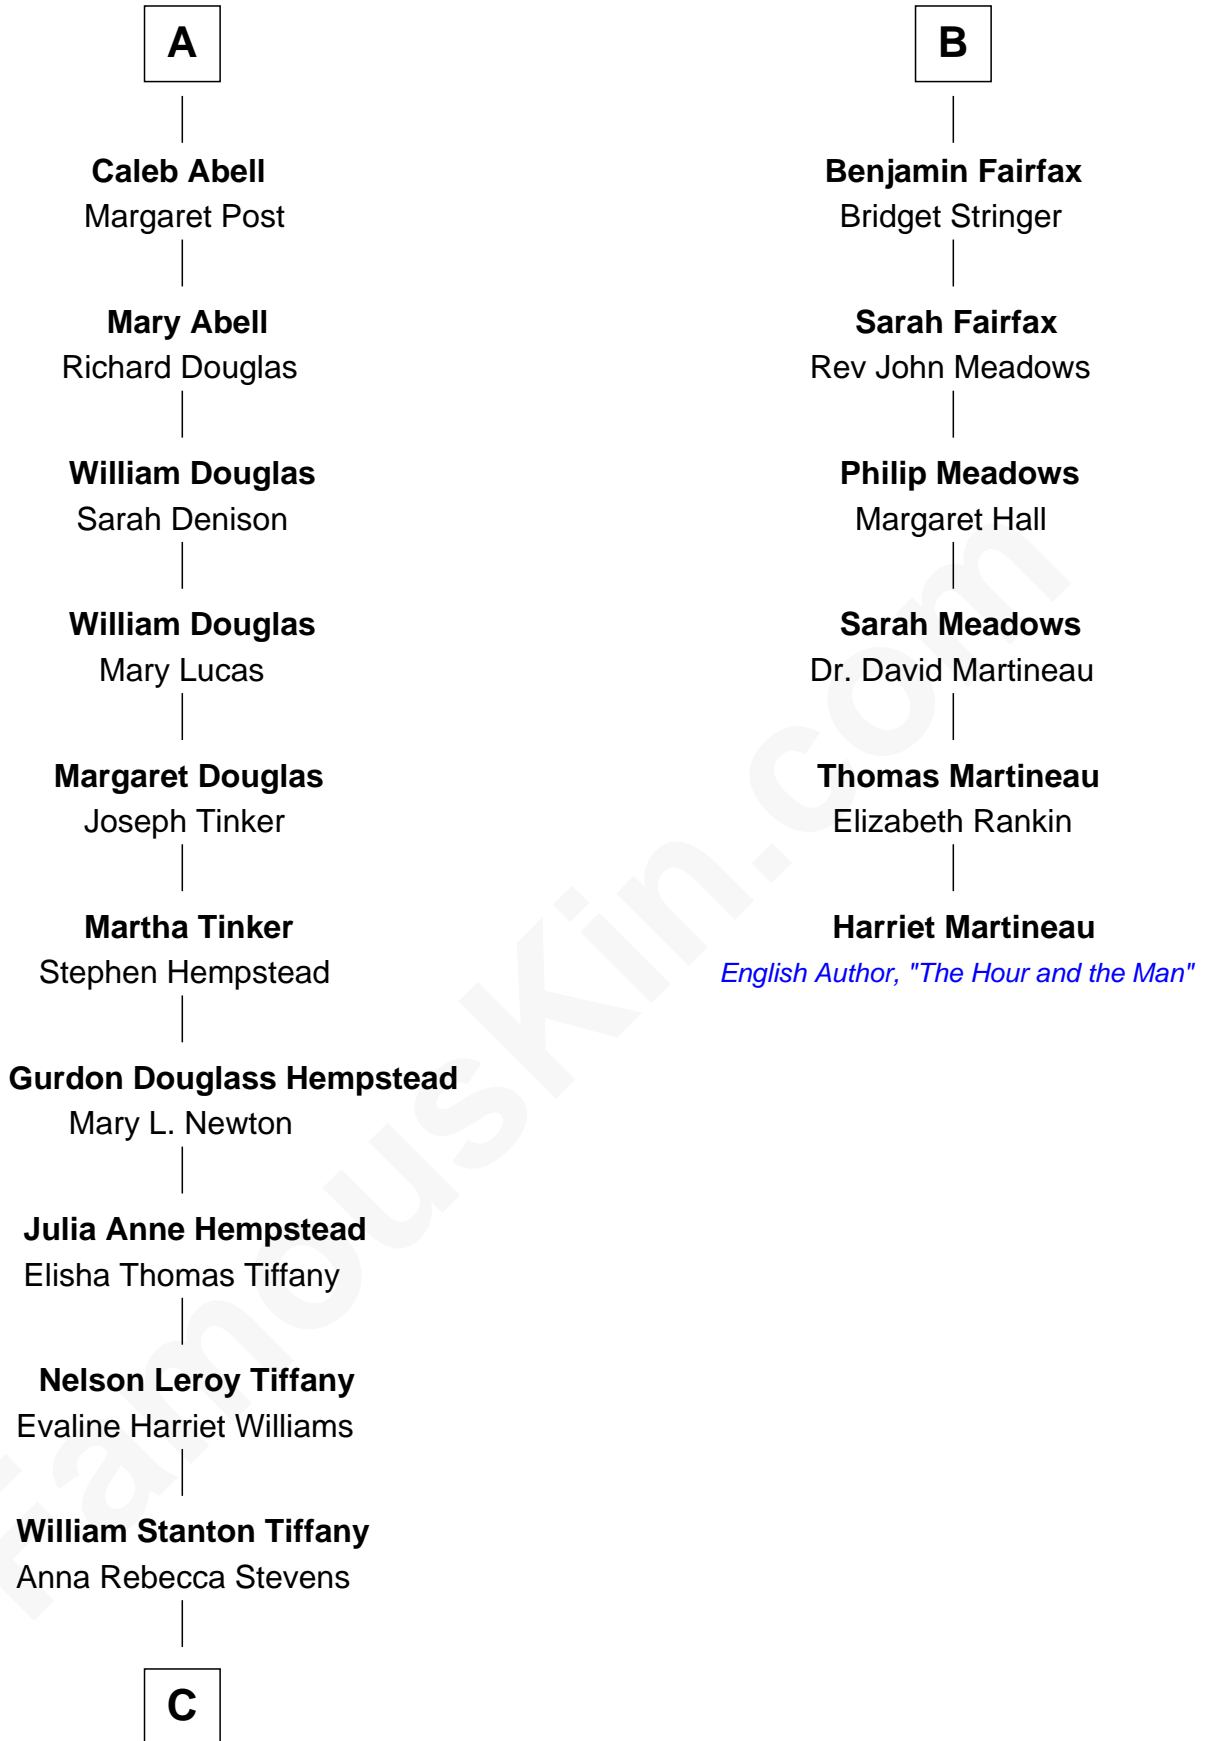 A
Caleb Abell
Margaret Post
Mary Abell
Richard Douglas
William Douglas
Sarah Denison
William Douglas
Mary Lucas
Margaret Douglas
Joseph Tinker
Martha Tinker
Stephen Hempstead
Gurdon Douglass Hempstead
Mary L. Newton
Julia Anne Hempstead
Elisha Thomas Tiffany
Nelson Leroy Tiffany
Evaline Harriet Williams
William Stanton Tiffany
Anna Rebecca Stevens
C
B
Benjamin Fairfax
Bridget Stringer
Sarah Fairfax
Rev John Meadows
Philip Meadows
Margaret Hall
Sarah Meadows
Dr. David Martineau
Thomas Martineau
Elizabeth Rankin
Harriet Martineau
English Author, "The Hour and the Man"
FamousKin.com